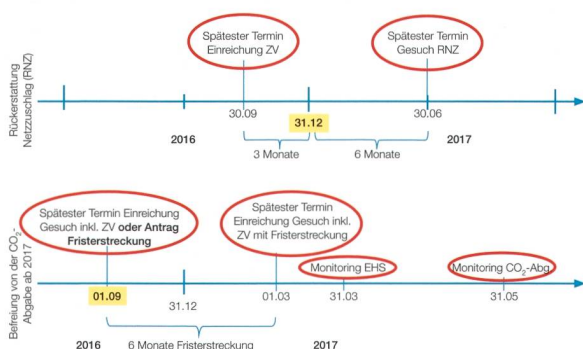 Rückerstattung
Netzzuschlag (RNZ)
Spätester Termin
Einreichung ZV
Spätester Termin
Gesuch RNZ
30.09
31.12
30.06
2016
2017
3 Monate
6 Monate
Befreiung von der CO₂-
Abgabe ab 2017
Spätester Termin Einreichung
Gesuch inkl. ZV oder Antrag
Fristerstreckung
Spätester Termin
Einreichung Gesuch inkl.
ZV mit Fristerstreckung
Monitoring EHS
Monitoring CO₂-Abg.
01.09
31.12
01.03
31.03
31.05
2016
6 Monate Fristerstreckung
2017